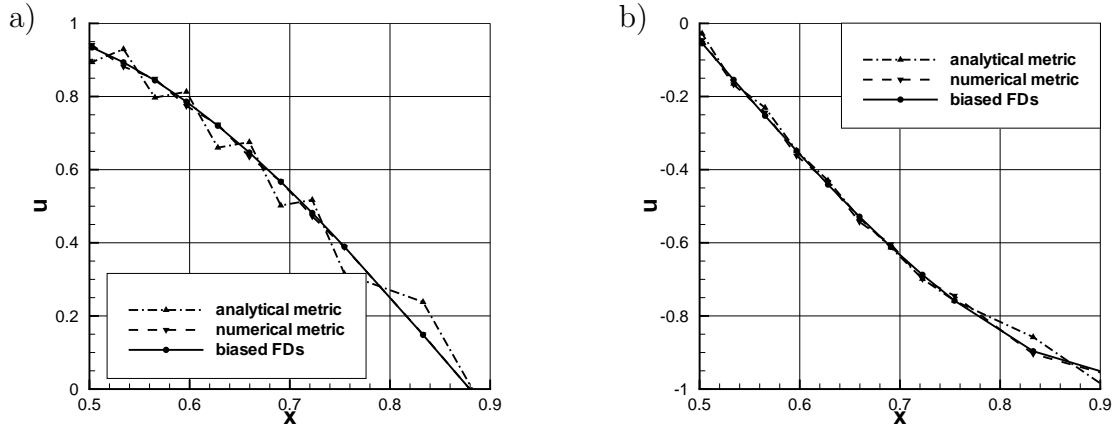 a)
1
0.8
0.6
0.4
0.2
0
u
analytical metric
numerical metric
biased FDs
0.5 0.6 0.7 0.8 0.9
x
b)
0
-0.2
-0.4
-0.6
-0.8
-1
u
analytical metric
numerical metric
biased FDs
0.5 0.6 0.7 0.8 0.9
x